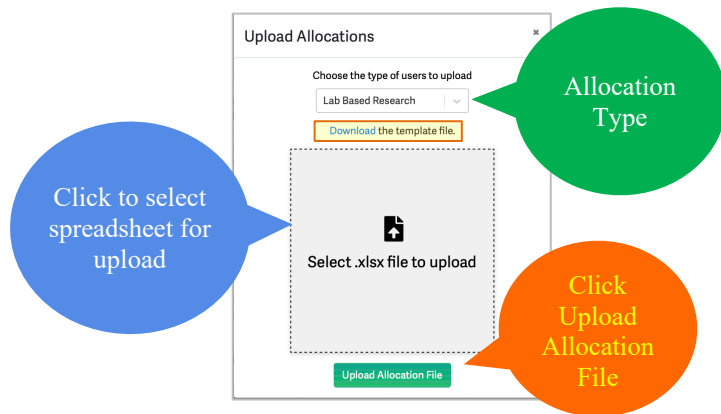 Upload Allocations
×
Choose the type of users to upload
Lab Based Research
Download the template file.
Allocation
Type
Click to select
spreadsheet for
upload
Select .xlsx file to upload
Click
Upload
Allocation
File
Upload Allocation File